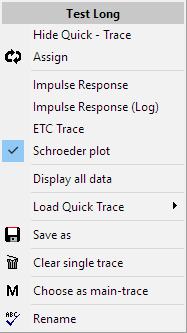 Test Long
Hide Quick - Trace
Assign
Impulse Response
Impulse Response (Log)
ETC Trace
Schroeder plot
Display all data
Load Quick Trace
Save as
Clear single trace
M Choose as main-trace
ABC Rename